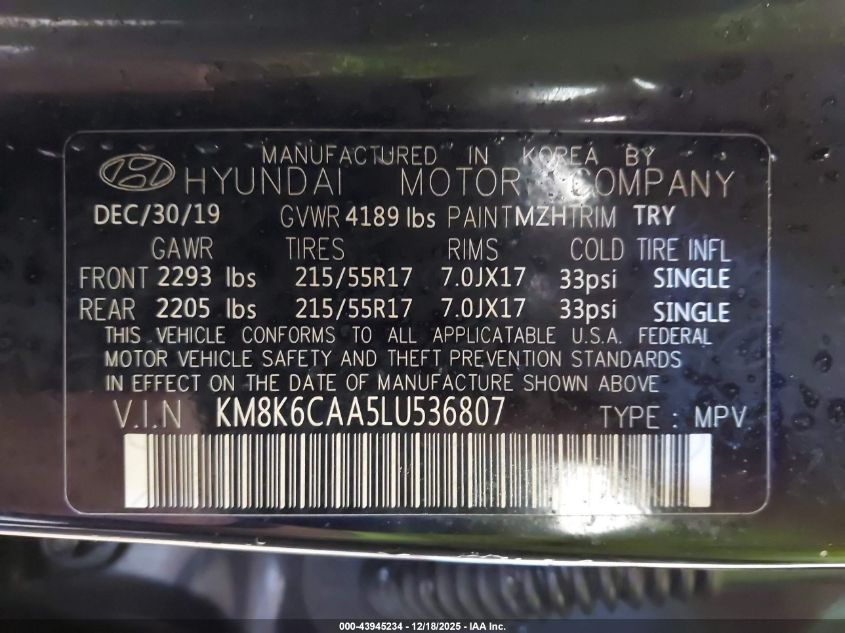 MANUFACTURED IN KOREA BY
HYUNDAI MOTOR COMPANY
DEC/30/19 GVWR 4189 lbs PAINT MZH TRIM TRY
GAWR TIRES RIMS COLD TIRE INFL
FRONT 2293 lbs 215/55R17 7.0JX17 33psi SINGLE
REAR 2205 lbs 215/55R17 7.0JX17 33psi SINGLE
THIS VEHICLE CONFORMS TO ALL APPLICATABLE U.S.A. FEDERAL
MOTOR VEHICLE SAFETY AND THEFT PREVENTION STANDARDS
IN EFFECT ON THE DATE OF MANUFACTURE SHOWN ABOVE
V.I.N KM8K6CAA5LU536807 TYPE : MPV
000-43945234 — 12/18/2025 — IAA Inc.